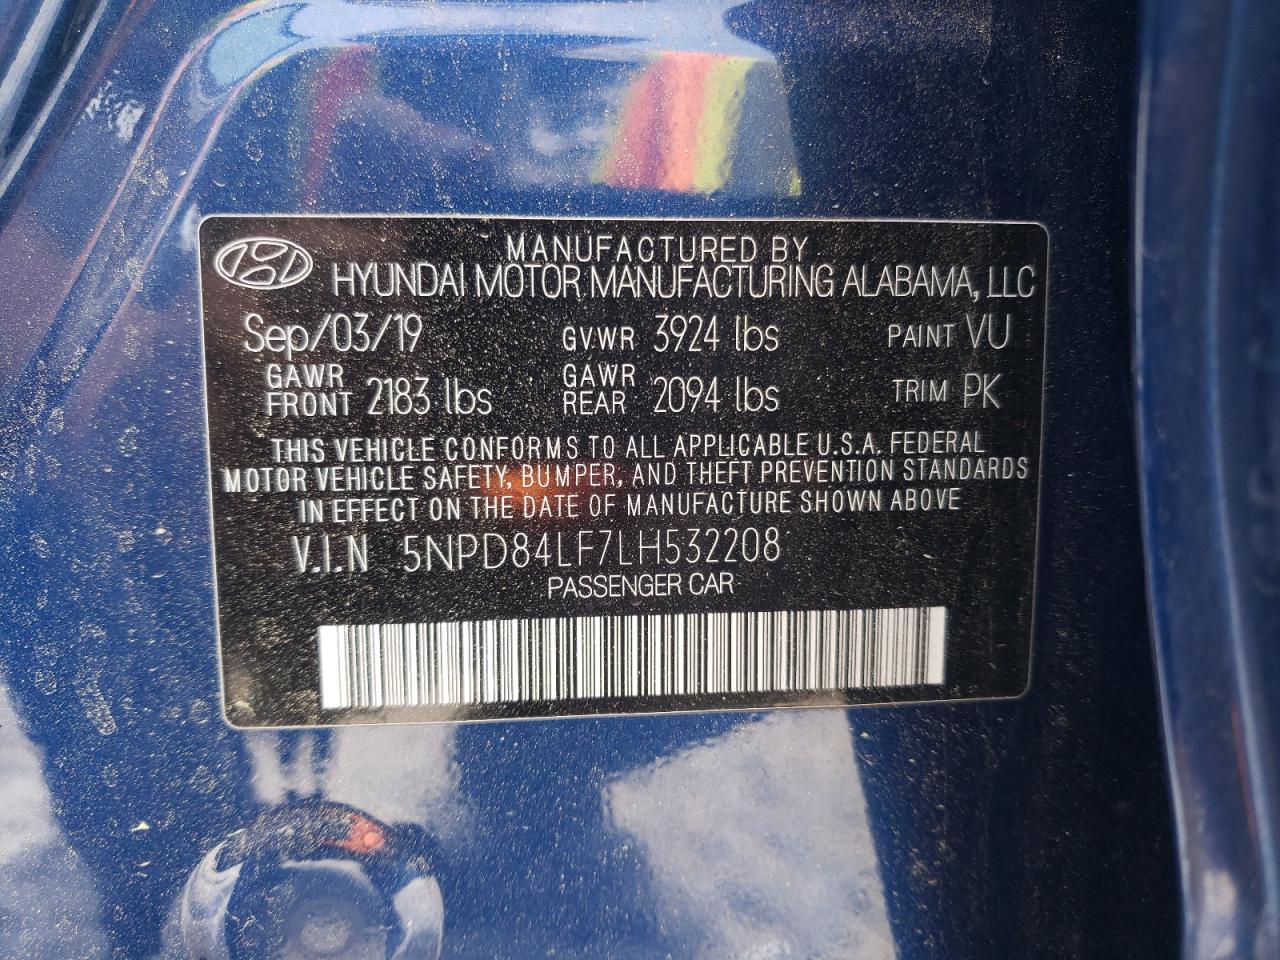 MANUFACTURED BY
HYUNDAI MOTOR MANUFACTURING ALABAMA, LLC
Sep/03/19 GVWR 3924 lbs PAINT VU
GAWR FRONT 2183 lbs GAWR REAR 2094 lbs TRIM PK
THIS VEHICLE CONFORMS TO ALL APPLICABLE U.S.A. FEDERAL
MOTOR VEHICLE SAFETY, BUMPER, AND THEFT PREVENTION STANDARDS
IN EFFECT ON THE DATE OF MANUFACTURE SHOWN ABOVE
V.I.N 5NPD84LF7LH532208
PASSENGER CAR